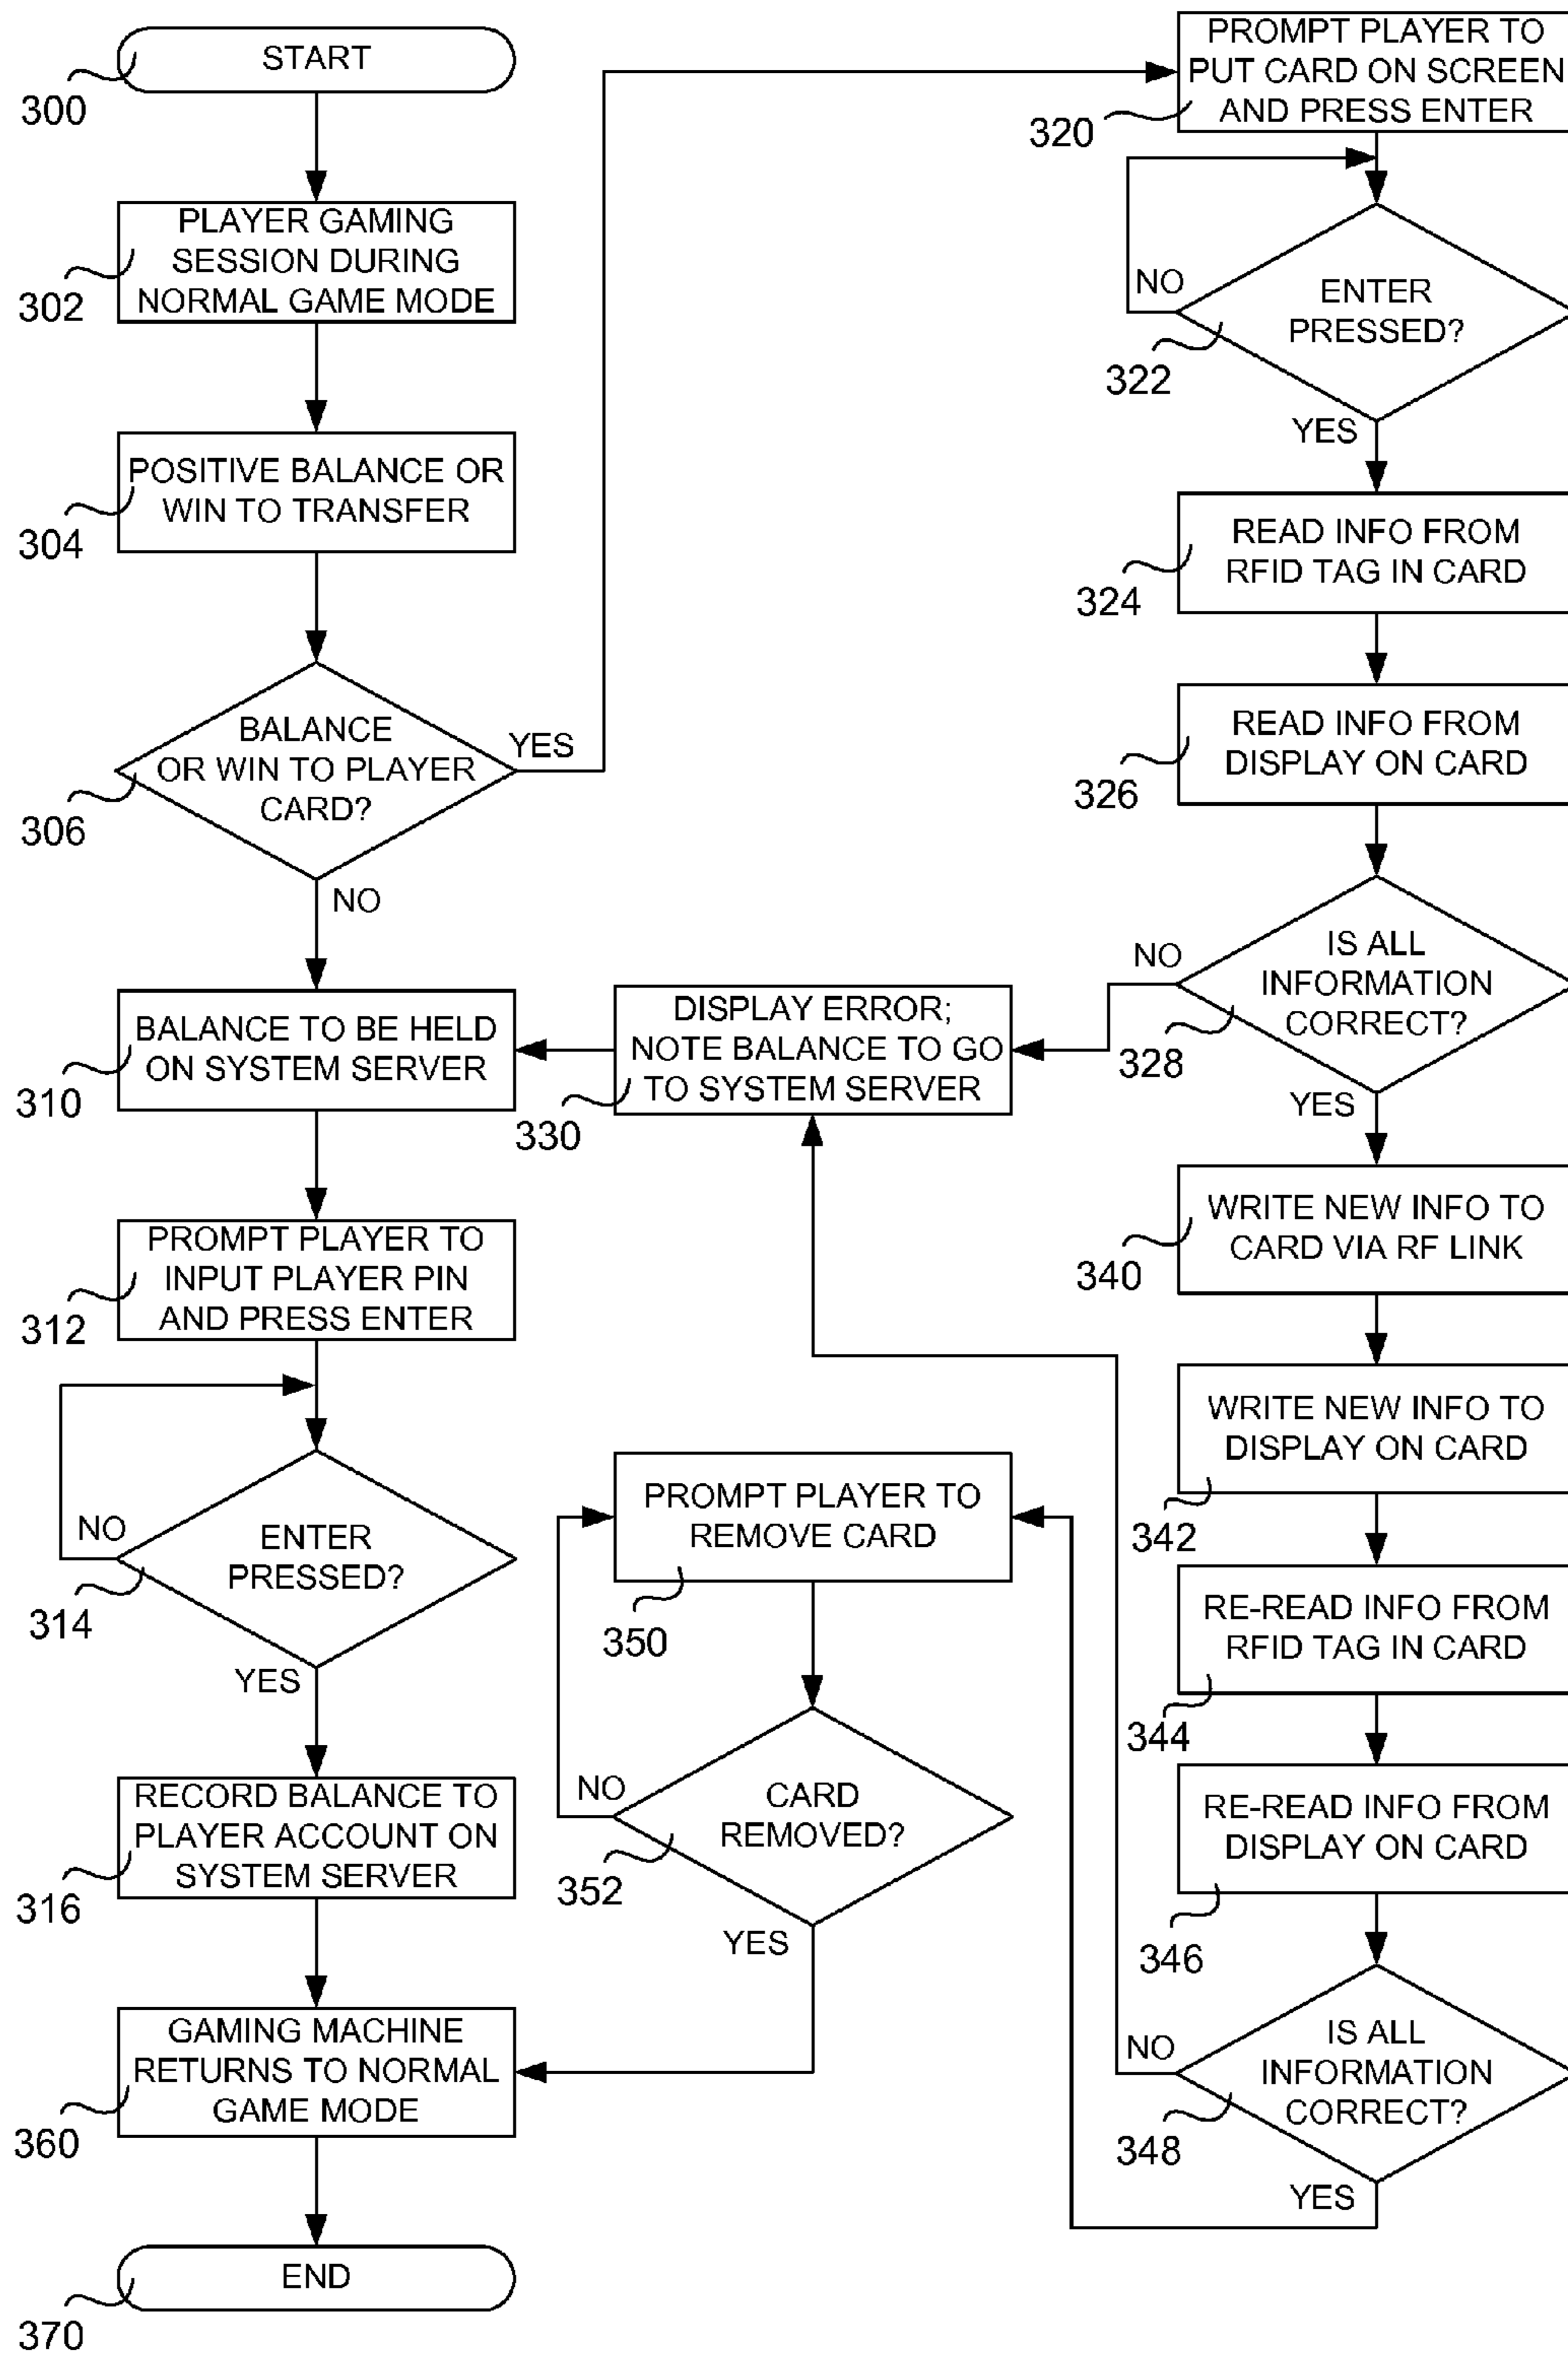 START
300
PLAYER GAMING
SESSION DURING
NORMAL GAME MODE
302
POSITIVE BALANCE OR
WIN TO TRANSFER
304
BALANCE
OR WIN TO PLAYER
CARD?
YES
306
NO
BALANCE TO BE HELD
ON SYSTEM SERVER
310
PROMPT PLAYER TO
INPUT PLAYER PIN
AND PRESS ENTER
312
NO
ENTER
PRESSED?
314
YES
RECORD BALANCE TO
PLAYER ACCOUNT ON
SYSTEM SERVER
316
GAMING MACHINE
RETURNS TO NORMAL
GAME MODE
360
END
370
DISPLAY ERROR;
NOTE BALANCE TO GO
TO SYSTEM SERVER
330
PROMPT PLAYER TO
REMOVE CARD
350
NO
CARD
REMOVED?
352
YES
PROMPT PLAYER TO
PUT CARD ON SCREEN
AND PRESS ENTER
320
NO
ENTER
PRESSED?
322
YES
READ INFO FROM
RFID TAG IN CARD
324
READ INFO FROM
DISPLAY ON CARD
326
NO
IS ALL
INFORMATION
CORRECT?
328
YES
WRITE NEW INFO TO
CARD VIA RF LINK
340
WRITE NEW INFO TO
DISPLAY ON CARD
342
RE-READ INFO FROM
RFID TAG IN CARD
344
RE-READ INFO FROM
DISPLAY ON CARD
346
NO
IS ALL
INFORMATION
CORRECT?
348
YES